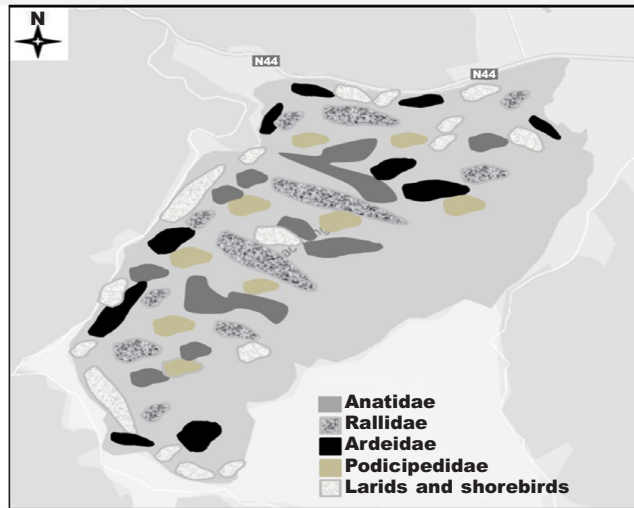 N
N44
N44
Anatidae
Rallidae
Ardeidae
Podicipedidae
Larids and shorebirds